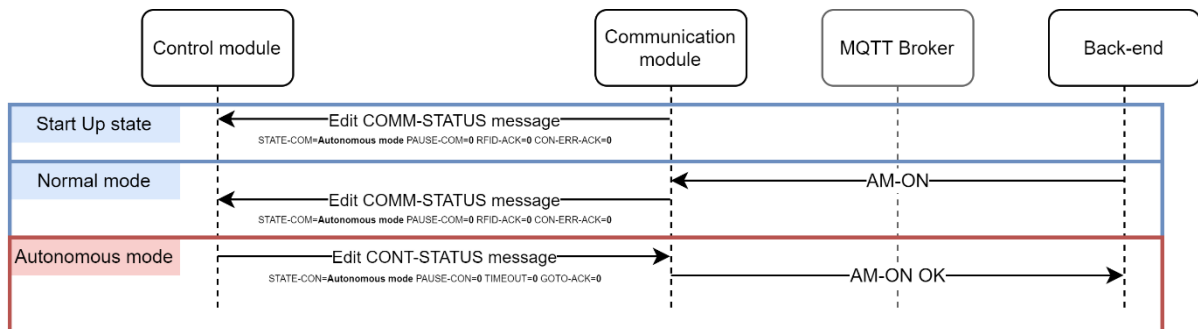 Control module
Communication
module
MQTT Broker
Back-end
Start Up state
Edit COMM-STATUS message
STATE-COM=Autonomous mode PAUSE-COM=0 RFID-ACK=0 CON-ERR-ACK=0
Normal mode
AM-ON
Edit COMM-STATUS message
STATE-COM=Autonomous mode PAUSE-COM=0 RFID-ACK=0 CON-ERR-ACK=0
Autonomous mode
Edit CONT-STATUS message
STATE-CON=Autonomous mode PAUSE-CON=0 TIMEOUT=0 GOTO-ACK=0
AM-ON OK